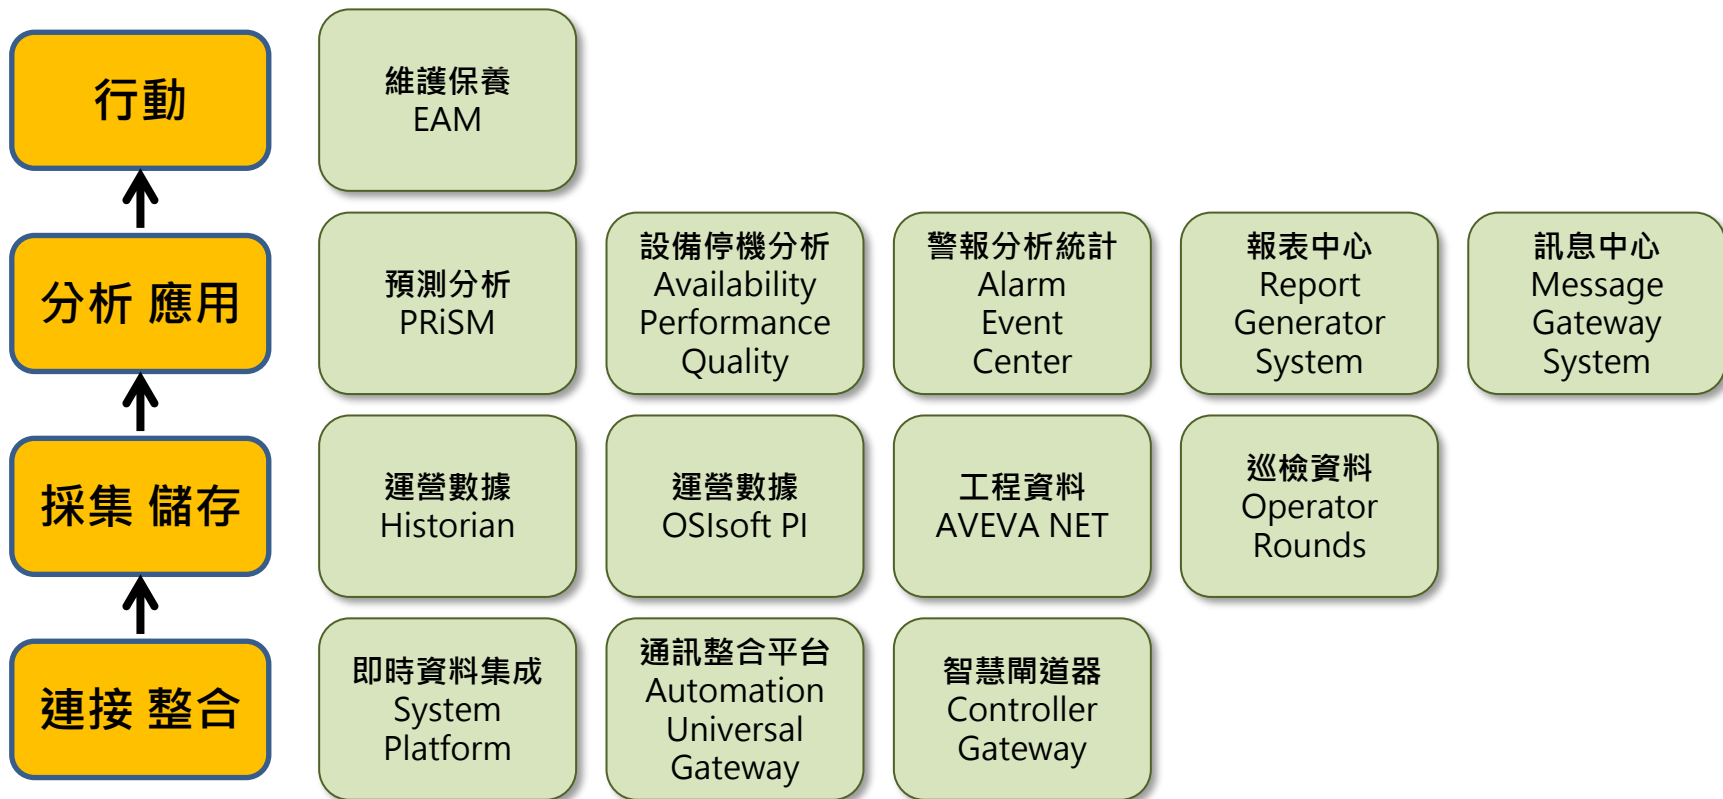 行動
維護保養
EAM
分析 應用
預測分析
PRiSM
設備停機分析
Availability
Performance
Quality
警報分析統計
Alarm
Event
Center
報表中心
Report
Generator
System
訊息中心
Message
Gateway
System
採集 儲存
運營數據
Historian
運營數據
OSIsoft PI
工程資料
AVEVA NET
巡檢資料
Operator
Rounds
連接 整合
即時資料集成
System
Platform
通訊整合平台
Automation
Universal
Gateway
智慧閘道器
Controller
Gateway